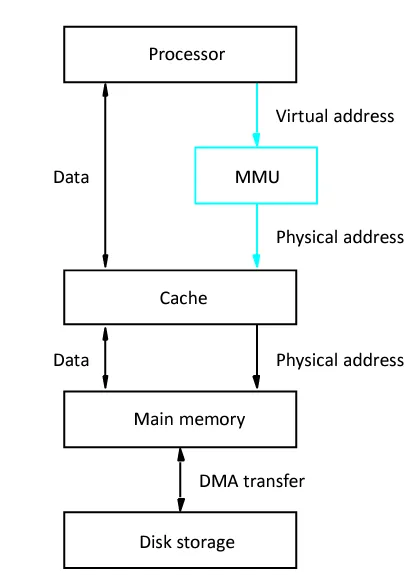 Processor
Virtual address
Data
MMU
Physical address
Cache
Data
Physical address
Main memory
DMA transfer
Disk storage